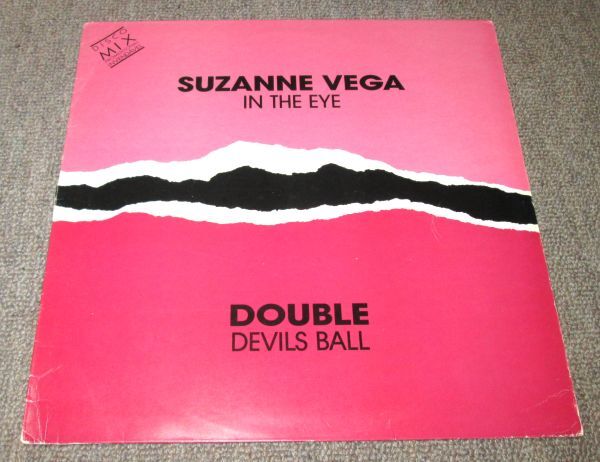 DISCO
MIX
SUZANNE VEGA
IN THE EYE
DOUBLE
DEVILS BALL